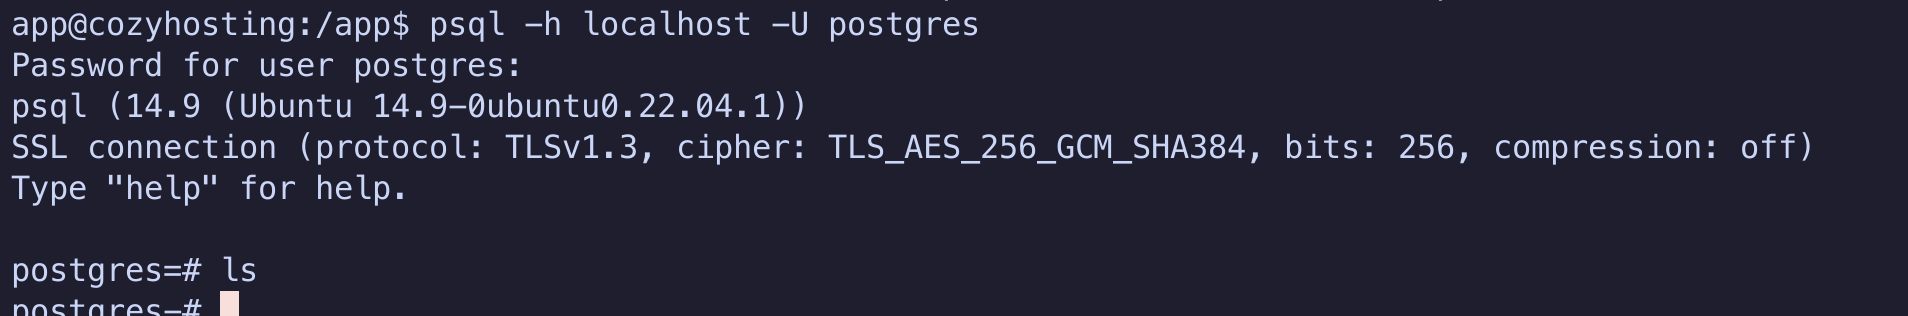 app@cozyhosting:/app$ psql -h localhost -U postgres
Password for user postgres:
psql (14.9 (Ubuntu 14.9-0ubuntu0.22.04.1))
SSL connection (protocol: TLSv1.3, cipher: TLS_AES_256_GCM_SHA384, bits: 256, compression: off)
Type "help" for help.
postgres=# ls
postgres=#